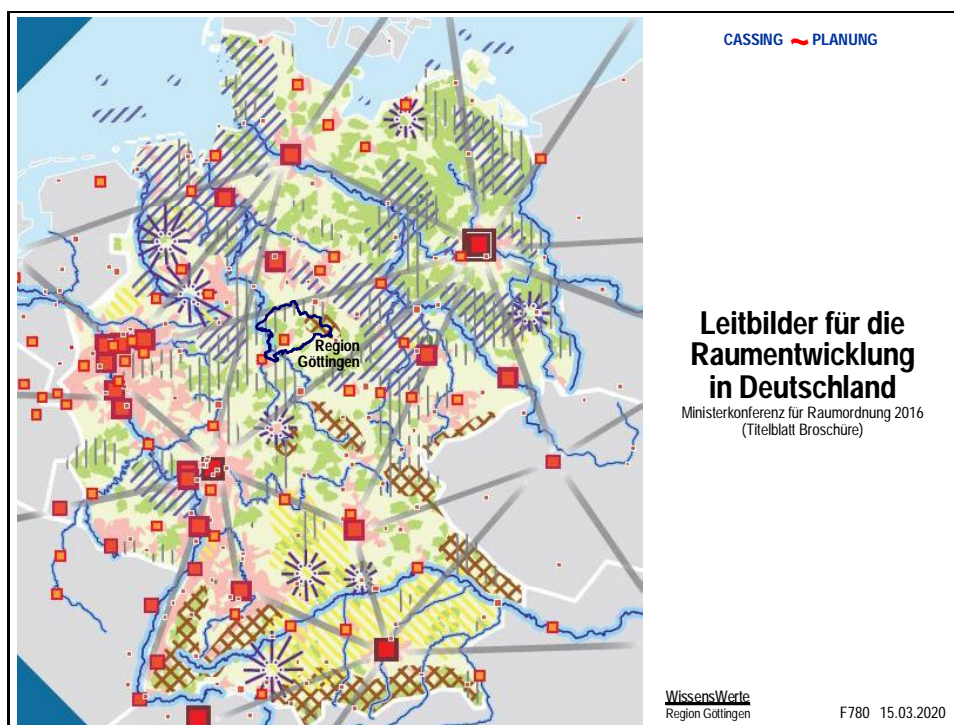 CASSING ~ PLANUNG
Region
Göttingen
Leitbilder für die
Raumentwicklung
in Deutschland
Ministerkonferenz für Raumordnung 2016
(Titelblatt Broschüre)
WissensWerte
Region Göttingen
F780 15.03.2020